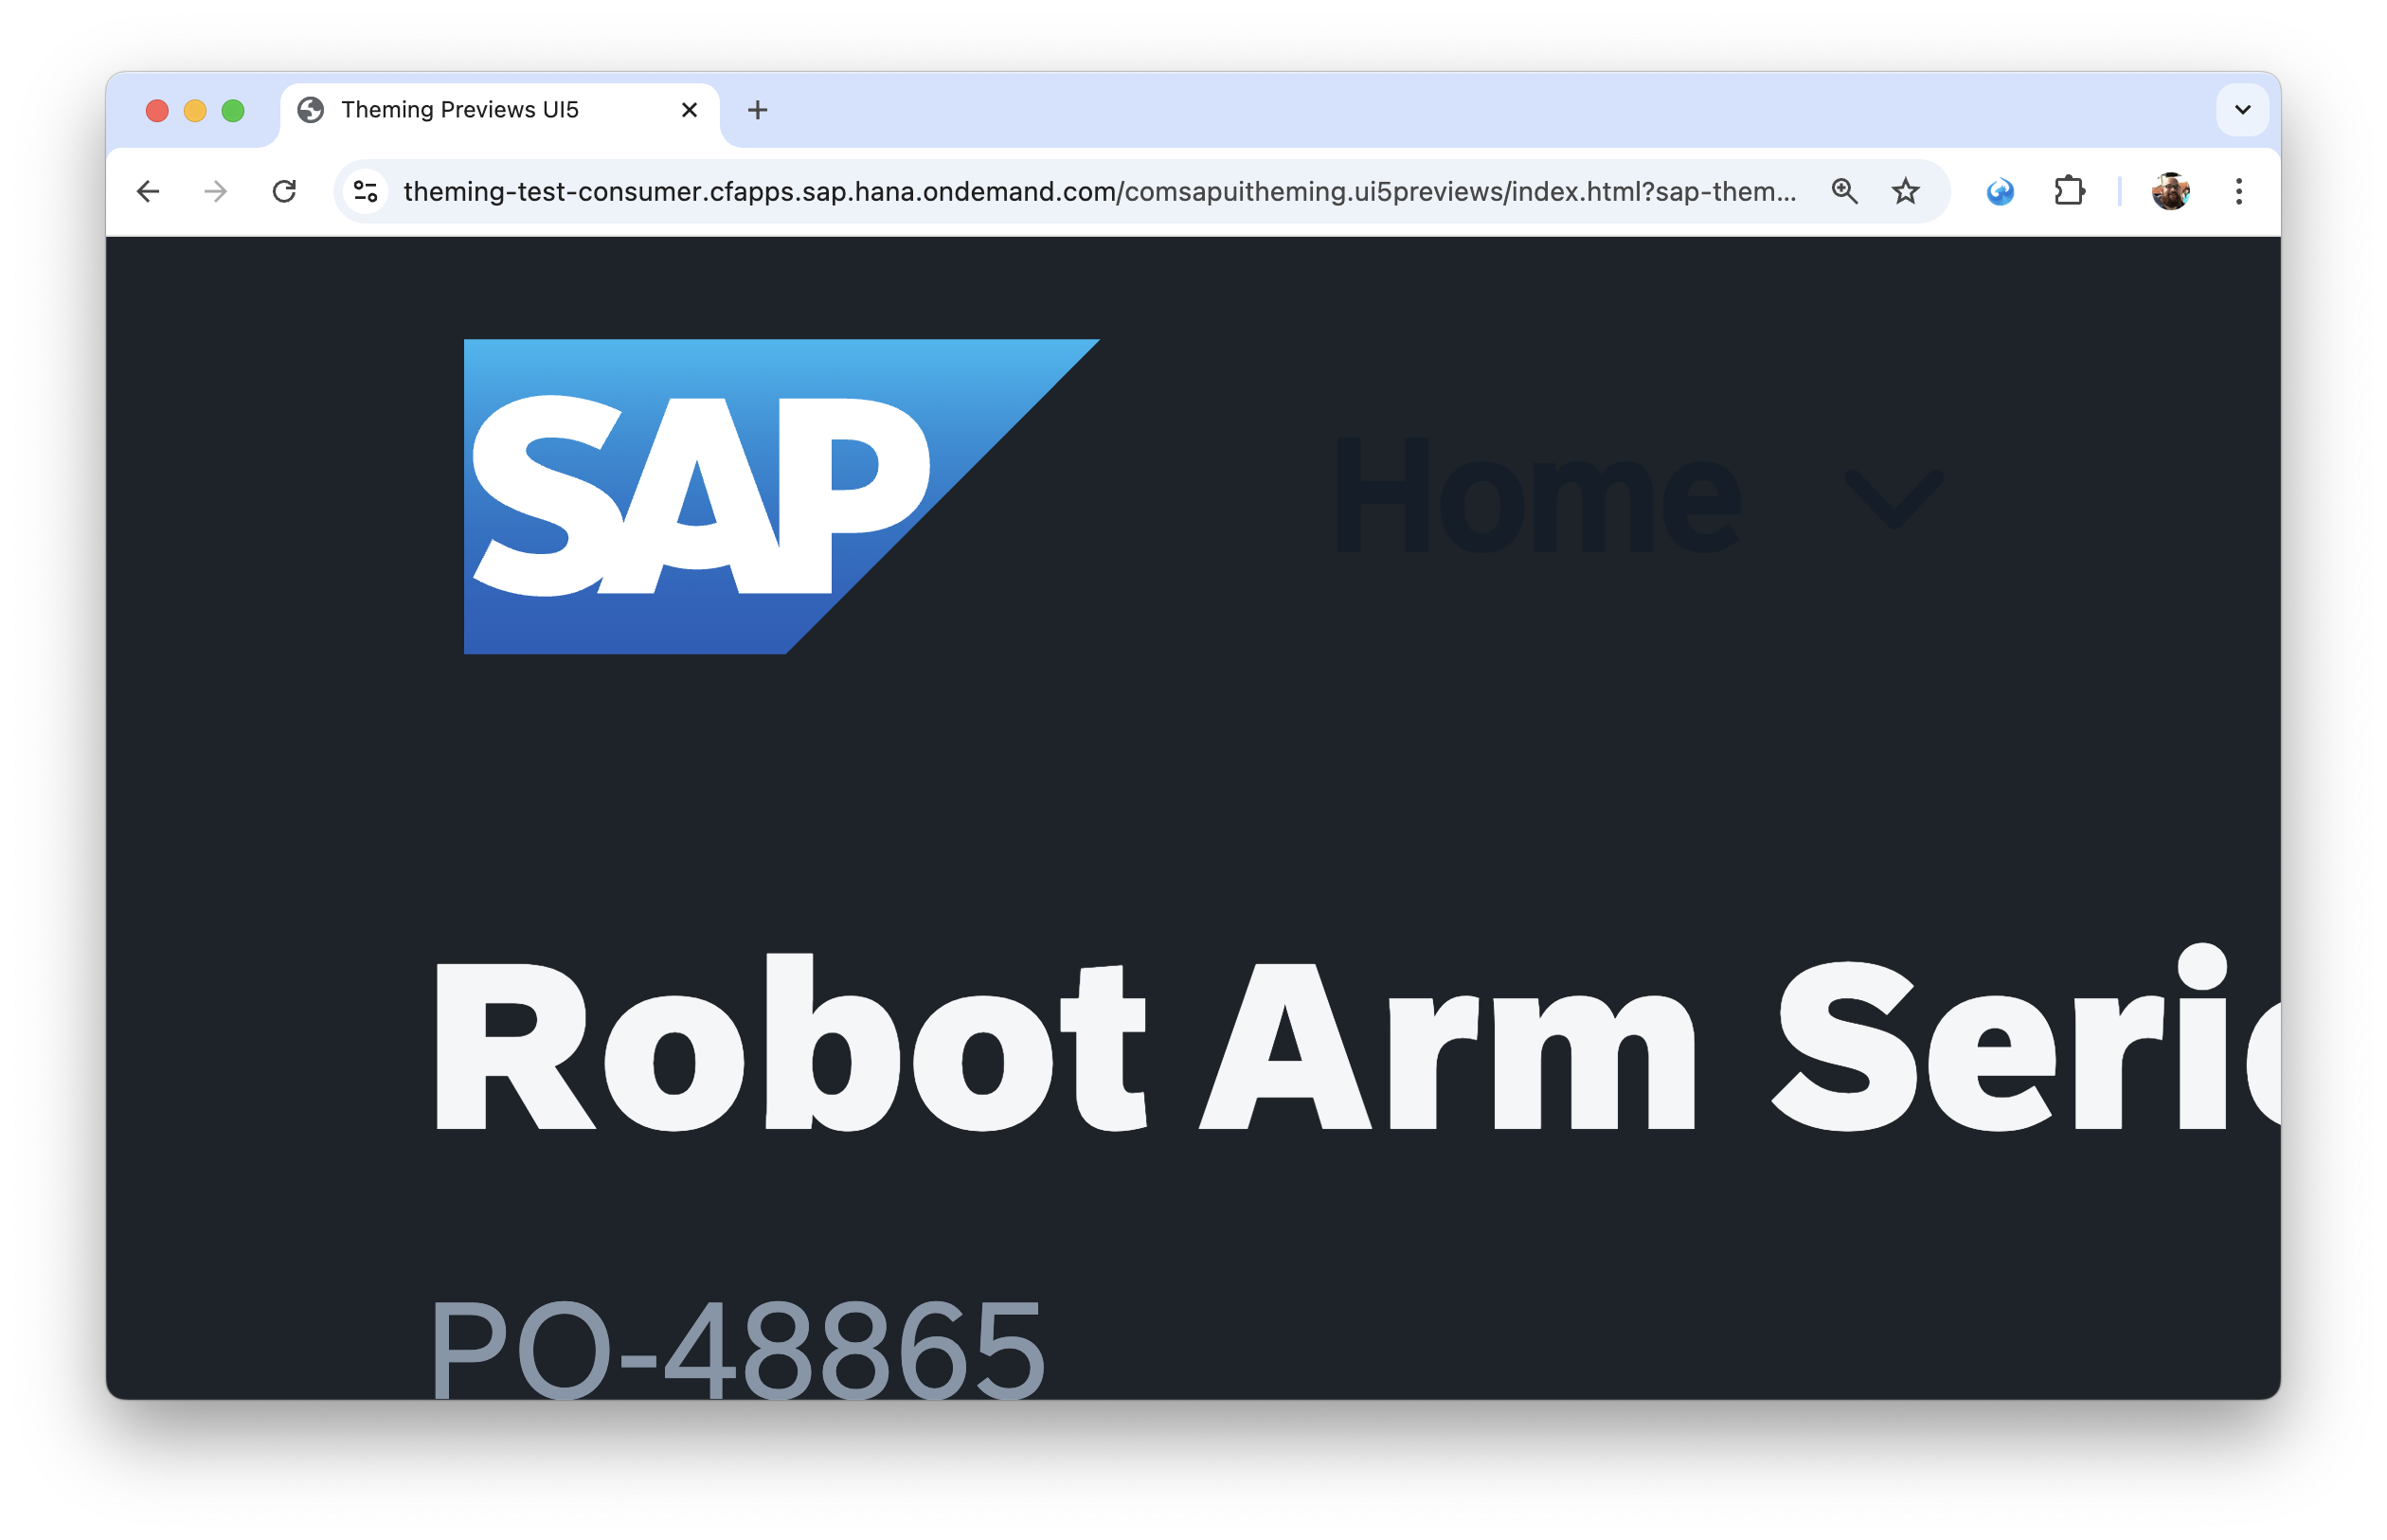 Theming Previews UI5
theming-test-consumer.cfapps.sap.hana.ondemand.com/comsapuitheming.ui5previews/index.html?sap-them...
SAP
Home
Robot Arm Seri
PO-48865